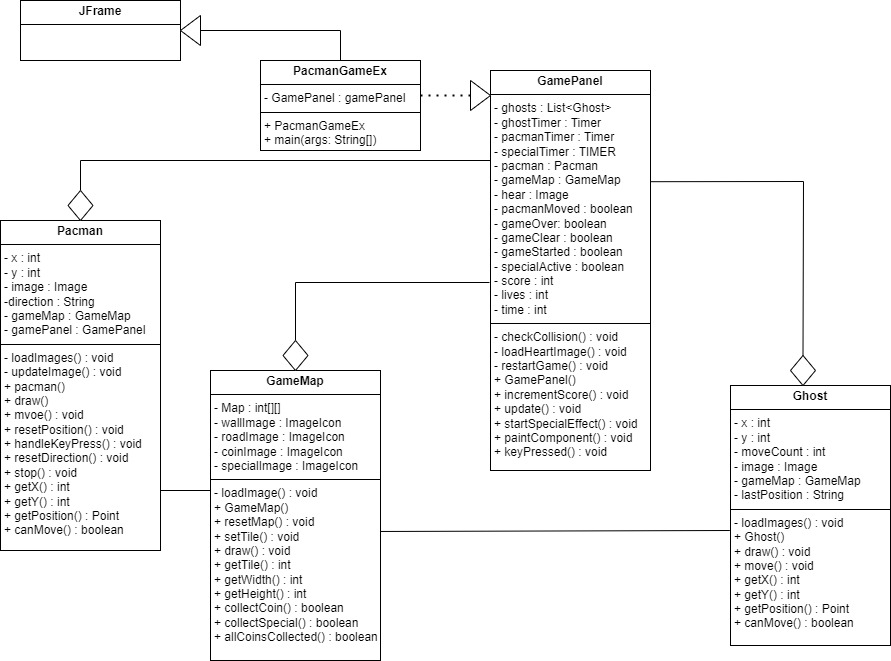 JFrame
PacmanGameEx
- GamePanel : gamePanel
+ PacmanGameEx
+ main(args: String[])
GamePanel
- ghosts : List<Ghost>
- ghostTimer : Timer
- pacmanTimer : Timer
- specialTimer : TIMER
- pacman : Pacman
- gameMap : GameMap
- hear : Image
- pacmanMoved : boolean
- gameOver: boolean
- gameClear : boolean
- gameStarted : boolean
- specialActive : boolean
- score : int
- lives : int
- time : int
- checkCollision() : void
- loadHeartImage() : void
- restartGame() : void
+ GamePanel()
+ incrementScore() : void
+ update() : void
+ startSpecialEffect() : void
+ paintComponent() : void
+ keyPressed() : void
Pacman
- x : int
- y : int
- image : Image
-direction : String
- gameMap : GameMap
- gamePanel : GamePanel
- loadImages() : void
- updateImage() : void
+ pacman()
+ draw()
+ mvoe() : void
+ resetPosition() : void
+ handleKeyPress() : void
+ resetDirection() : void
+ stop() : void
+ getX() : int
+ getY() : int
+ getPosition() : Point
+ canMove() : boolean
GameMap
- Map : int[][]
- wallImage : ImageIcon
- roadImage : ImageIcon
- coinImage : ImageIcon
- specialImage : ImageIcon
- loadImage() : void
+ GameMap()
+ resetMap() : void
+ setTile() : void
+ draw() : void
+ getTile() : int
+ getWidth() : int
+ getHeight() : int
+ collectCoin() : boolean
+ collectSpecial() : boolean
+ allCoinsCollected() : boolean
Ghost
- x : int
- y : int
- moveCount : int
- image : Image
- gameMap : GameMap
- lastPosition : String
- loadImages() : void
+ Ghost()
+ draw() : void
+ move() : void
+ getX() : int
+ getY() : int
+ getPosition() : Point
+ canMove() : boolean